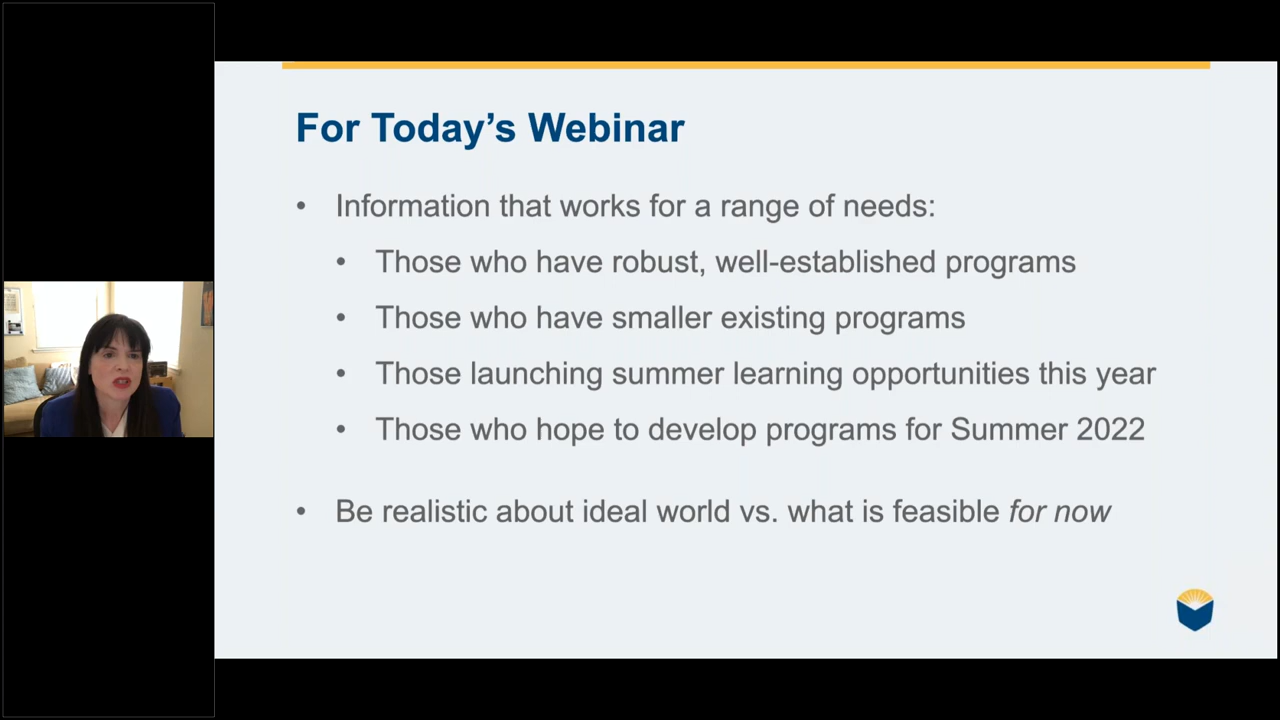 For Today’s Webinar
• Information that works for a range of needs:
• Those who have robust, well-established programs
• Those who have smaller existing programs
• Those launching summer learning opportunities this year
• Those who hope to develop programs for Summer 2022
• Be realistic about ideal world vs. what is feasible for now